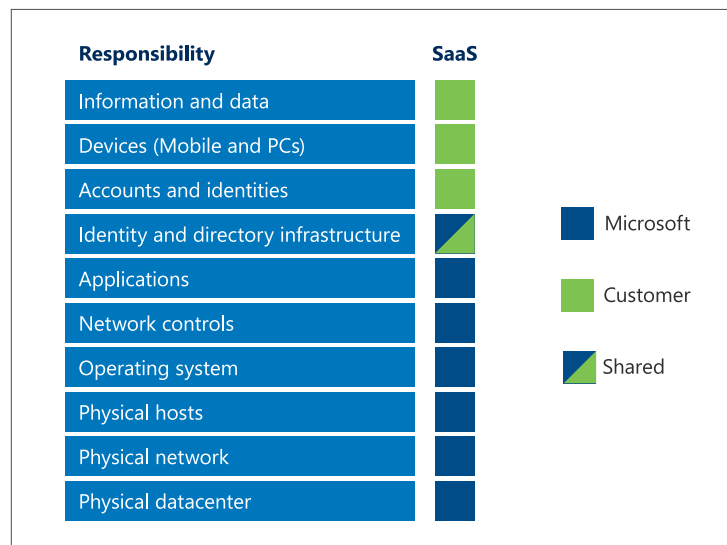 Responsibility SaaS
Information and data
Devices (Mobile and PCs)
Accounts and identities
Identity and directory infrastructure
Applications
Network controls
Operating system
Physical hosts
Physical network
Physical datacenter
Microsoft
Customer
Shared